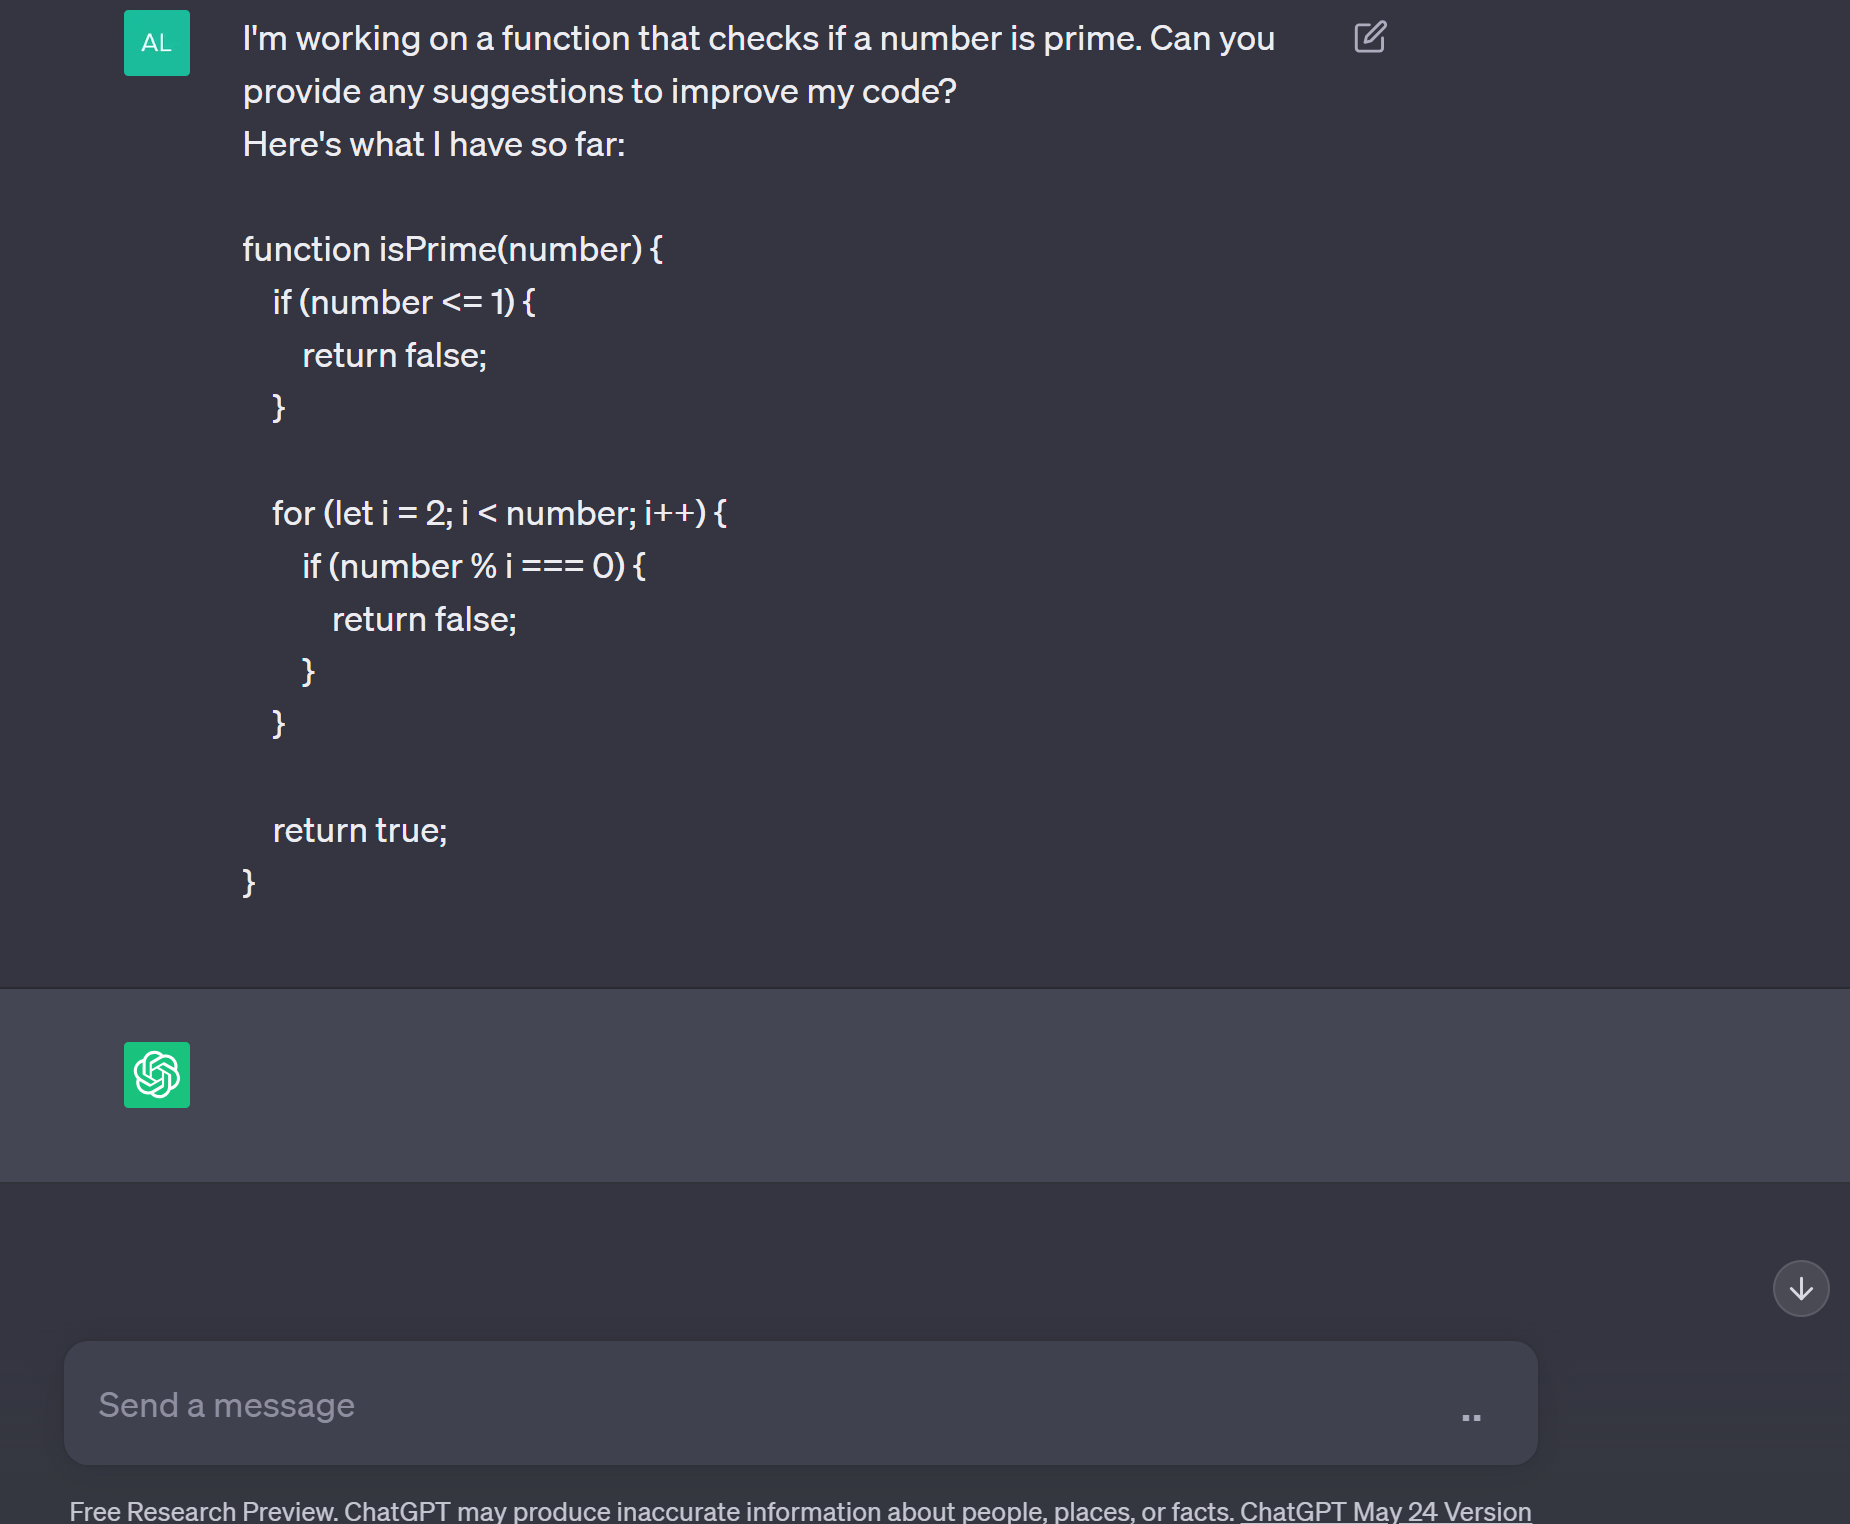 AL
I'm working on a function that checks if a number is prime. Can you
provide any suggestions to improve my code?
Here's what I have so far:
function isPrime(number) {
if (number <= 1) {
return false;
}
for (let i = 2; i < number; i++) {
if (number % i === 0) {
return false;
}
}
return true;
}
Send a message
Free Research Preview. ChatGPT may produce inaccurate information about people, places, or facts. ChatGPT May 24 Version